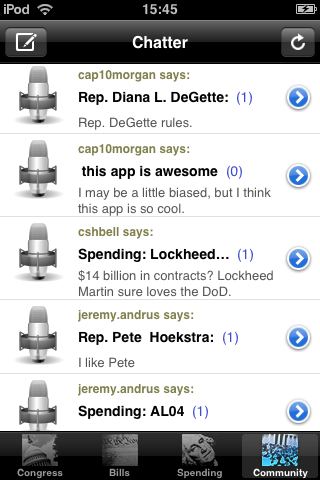 iPod 15:45
Chatter
cap10morgan says:
Rep. Diana L. DeGette: (1)
Rep. DeGette rules.
cap10morgan says:
this app is awesome (0)
I may be a little biased, but I think
this app is so cool.
cshbell says:
Spending: Lockheed... (1)
$14 billion in contracts? Lockheed
Martin sure loves the DoD.
jeremy.andrus says:
Rep. Pete Hoekstra: (1)
I like Pete
jeremy.andrus says:
Spending: AL04 (1)
Congress Bills Spending Community